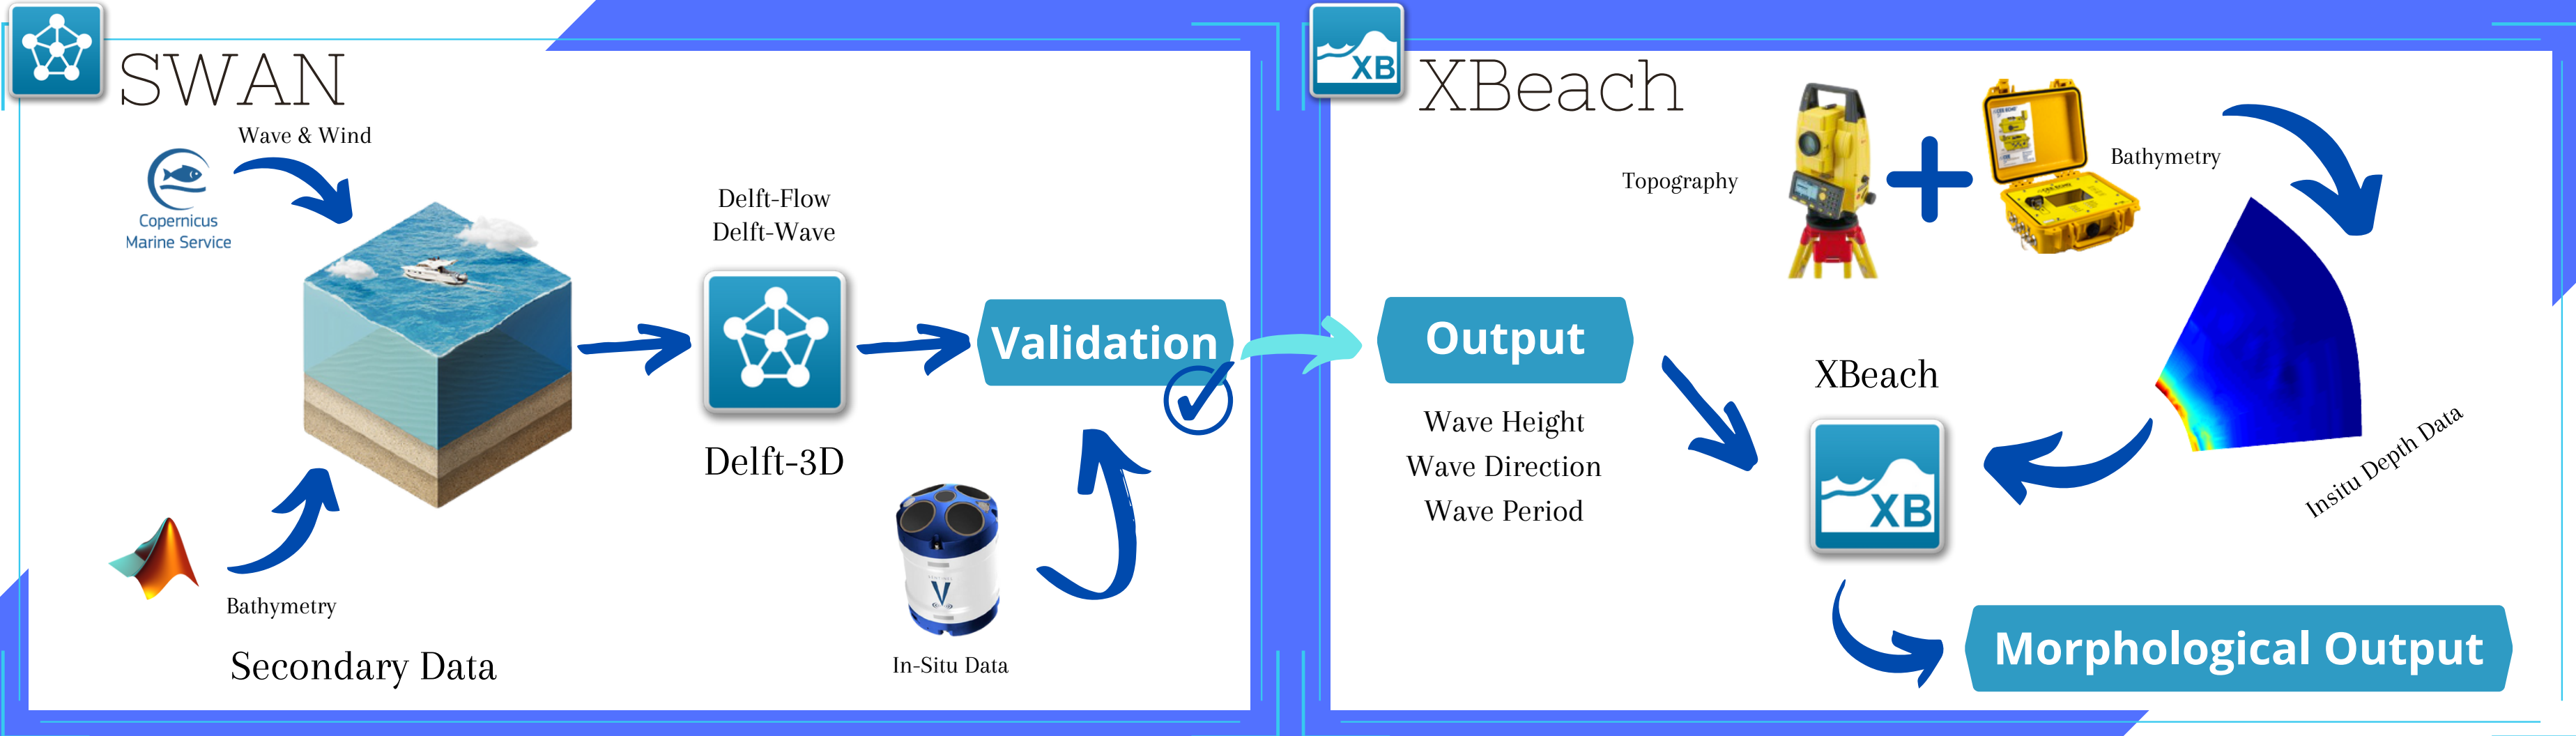 SWAN
Wave & Wind
Copernicus
Marine Service
Bathymetry
Secondary Data
Delft-Flow
Delft-Wave
Delft-3D
Validation
V
In-Situ Data
XB
XBeach
Topography
Bathymetry
Output
Wave Height
Wave Direction
Wave Period
XBeach
XB
Insitu Depth Data
Morphological Output